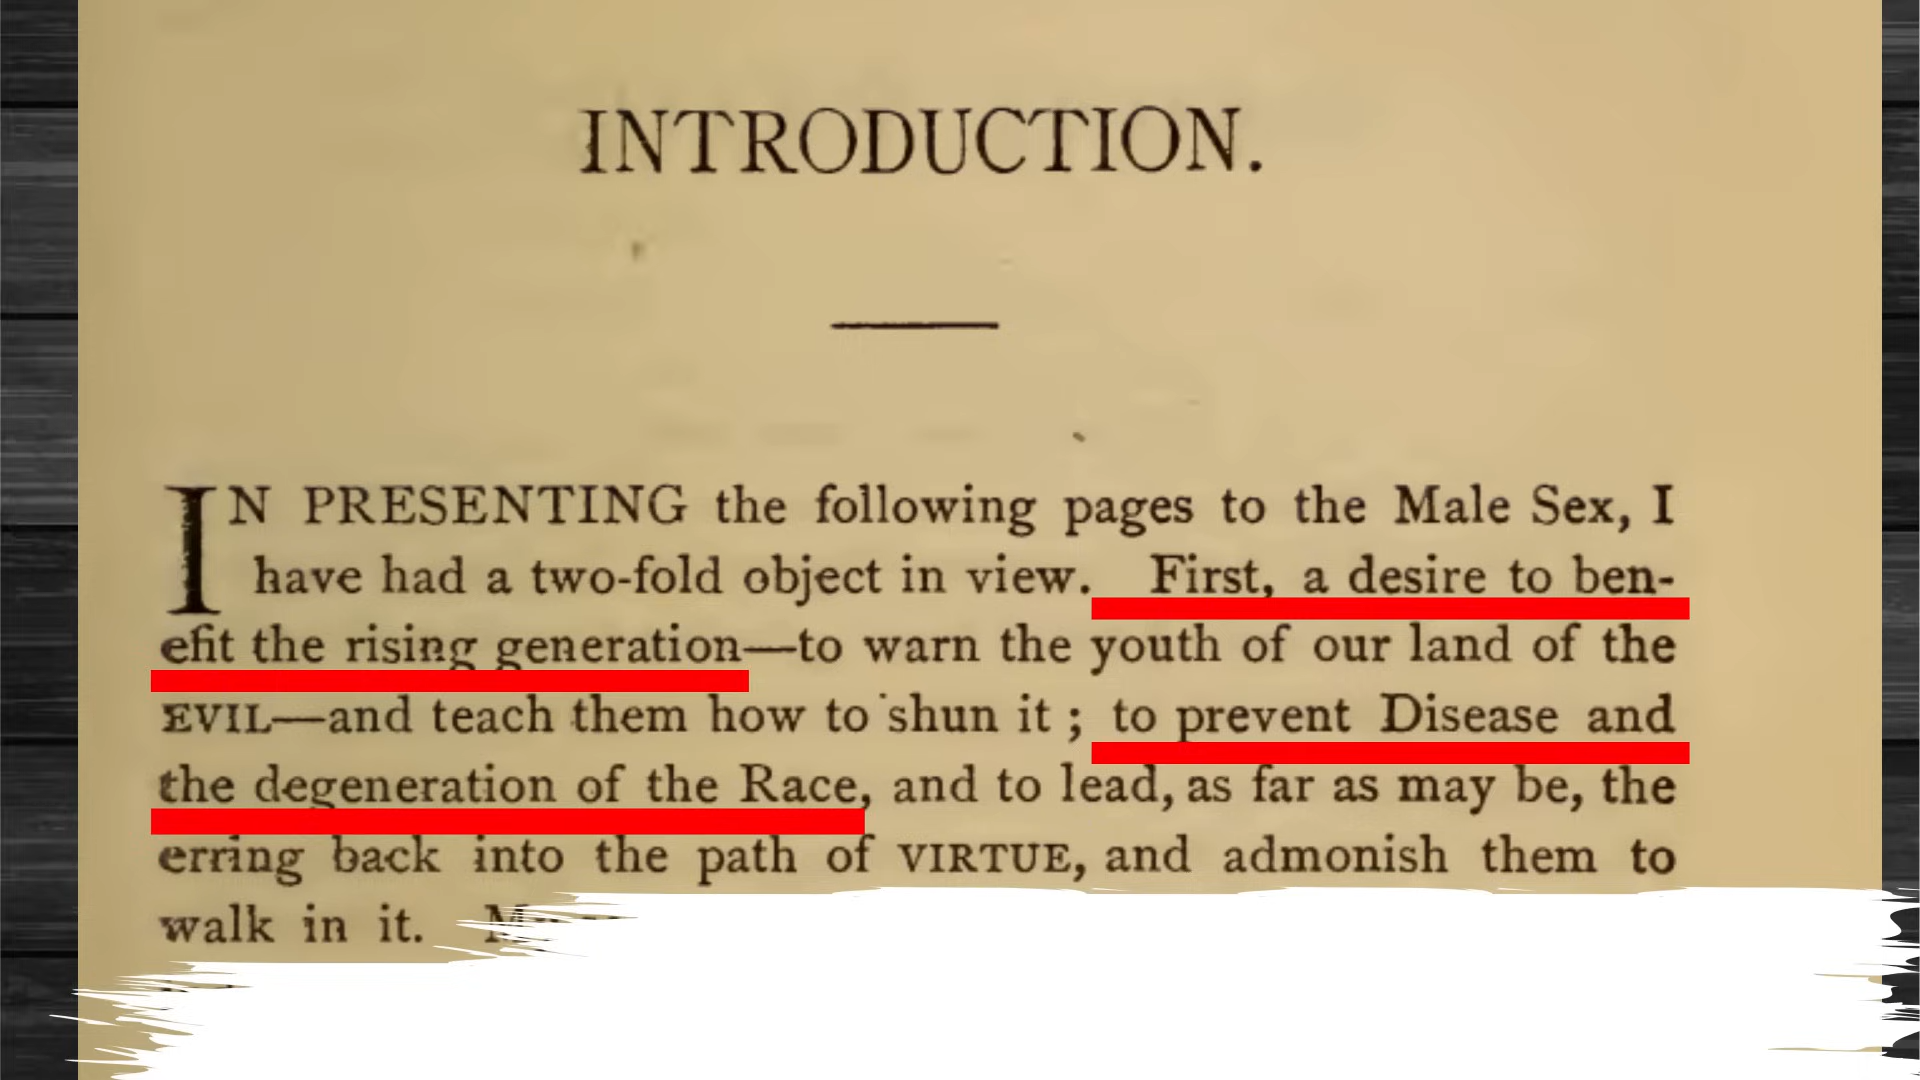 INTRODUCTION.
IN PRESENTING the following pages to the Male Sex, I
have had a two-fold object in view. First, a desire to ben-
efit the rising generation—to warn the youth of our land of the
EVIL—and teach them how to shun it; to prevent Disease and
the degeneration of the Race, and to lead, as far as may be, the
erring back into the path of VIRTUE, and admonish them to
walk in it.